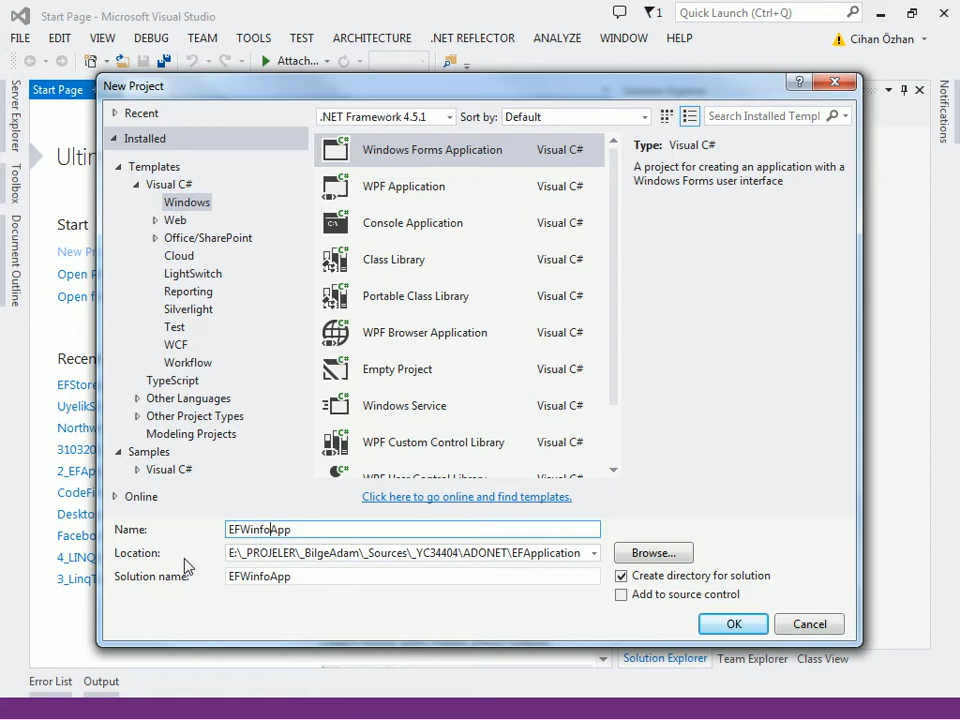 Start Page - Microsoft Visual Studio
1
Quick Launch (Ctrl+Q)
FILE EDIT VIEW DEBUG TEAM TOOLS TEST ARCHITECTURE .NET REFLECTOR ANALYZE WINDOW HELP
Cihan Özhan
Attach...
Server Explorer
Toolbox
Document Outline
Start Page
Notifications
Start
Open f
Recen
EFStore
UyelikS
Northw
310320
2_EFAp
CodeFi
Deskto
Facebo
4_LINQ
3_LinqT
New Project
Recent
.NET Framework 4.5.1
Sort by: Default
Search Installed Templ
Installed
Templates
Visual C#
Windows
Web
Office/SharePoint
Cloud
LightSwitch
Reporting
Silverlight
Test
WCF
Workflow
TypeScript
Other Languages
Other Project Types
Modeling Projects
Samples
Visual C#
Online
Windows Forms Application Visual C#
WPF Application Visual C#
Console Application Visual C#
Class Library Visual C#
Portable Class Library Visual C#
WPF Browser Application Visual C#
Empty Project Visual C#
Windows Service Visual C#
WPF Custom Control Library Visual C#
Type: Visual C#
A project for creating an application with a
Windows Forms user interface
Click here to go online and find templates.
Name: EFWinfoApp
Location: E:\_PROJELER\_BilgeAdam\_Sources\_YC34404\ADONET\EFApplication
Browse...
Solution name: EFWinfoApp
Create directory for solution
Add to source control
OK Cancel
Solution Explorer Team Explorer Class View
Error List Output